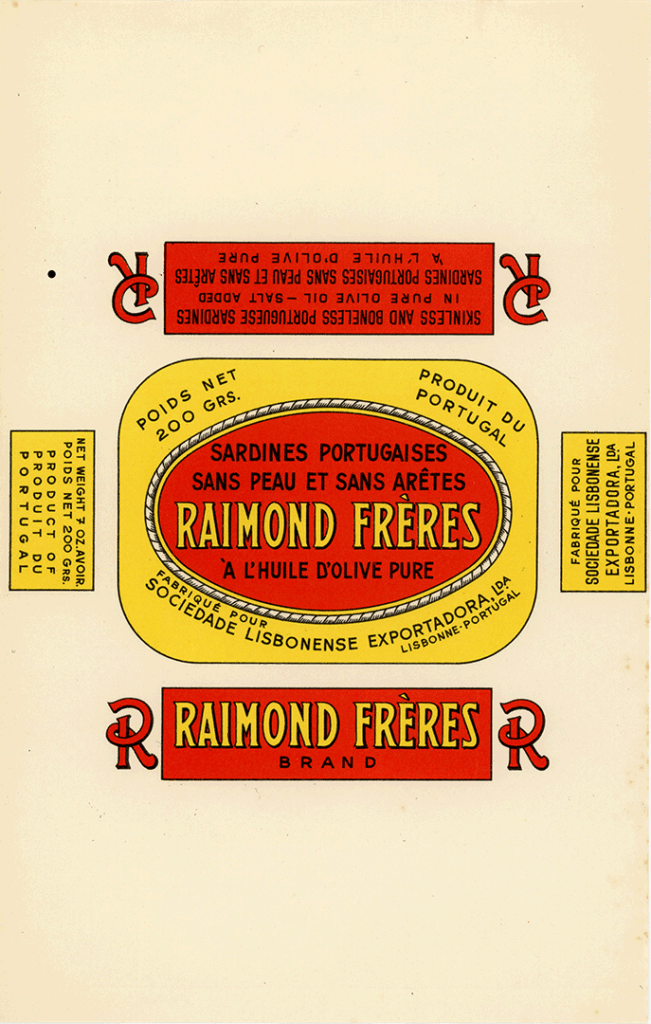 SKINLESS AND BONELESS PORTUGUESE SARDINES
IN PURE OLIVE OIL — SALT ADDED
SARDINES PORTUGAISES SANS PEAU ET SANS ARÊTES
À L'HUILE D'OLIVE PURE
POIDS NET
200 GRS.
PRODUIT DU
PORTUGAL
SARDINES PORTUGAISES
SANS PEAU ET SANS ARÊTES
RAIMOND FRÈRES
À L'HUILE D'OLIVE PURE
FABRIQUÉ POUR
SOCIEDADE LISBONENSE EXPORTADORA, LDA
LISBONNE-PORTUGAL
NET WEIGHT 7 OZ. AVOIR.
POIDS NET 200 GRS.
PRODUCT OF
PRODUIT DU
PORTUGAL
FABRIQUÉ POUR
SOCIEDADE LISBONENSE
EXPORTADORA, LDA
LISBONNE-PORTUGAL
R
R
RAIMOND FRÈRES
BRAND
R
R